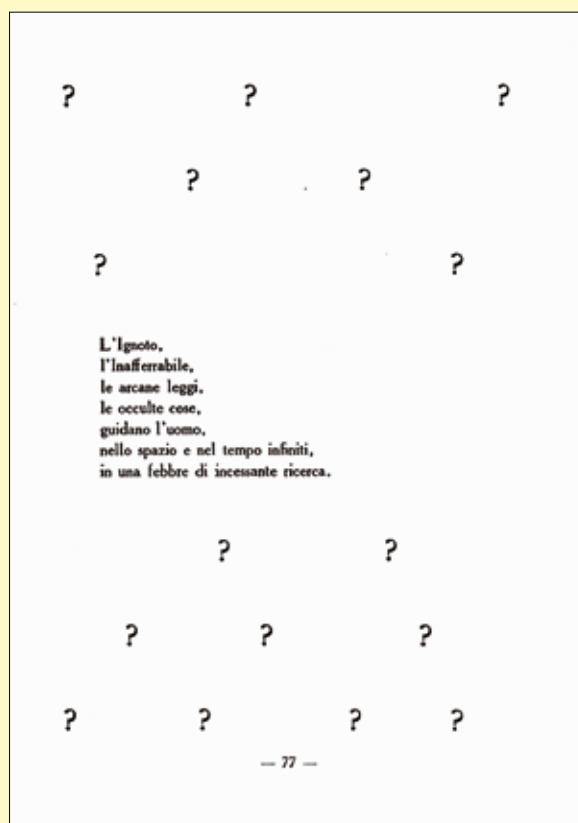 ? ? ?
? ?
? ?
L'Ignoto,
l'Inafferrabile,
le arcane leggi,
le occulte cose,
guidano l'uomo,
nello spazio e nel tempo infiniti,
in una febbre di incessante ricerca.
? ?
? ? ?
? ? ? ?
— 77 —